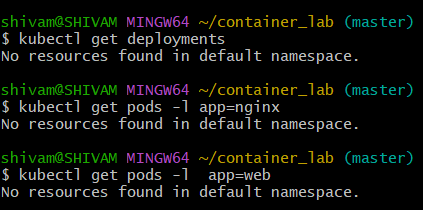 shivam@SHIVAM MINGW64 ~/container_lab (master)
$ kubectl get deployments
No resources found in default namespace.
shivam@SHIVAM MINGW64 ~/container_lab (master)
$ kubectl get pods -l app=nginx
No resources found in default namespace.
shivam@SHIVAM MINGW64 ~/container_lab (master)
$ kubectl get pods -l  app=web
No resources found in default namespace.